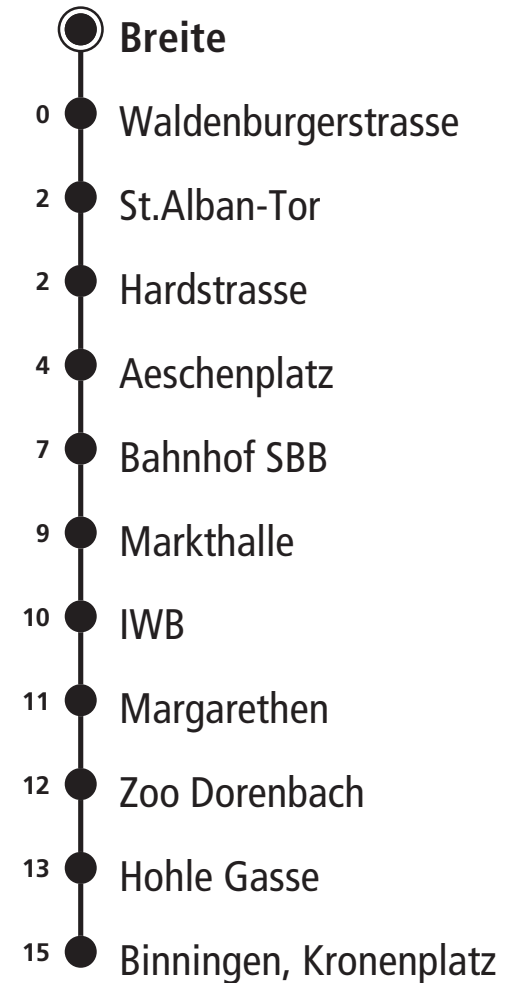 Breite
0 Waldenburgerstrasse
2 St.Alban-Tor
2 Hardstrasse
4 Aeschenplatz
7 Bahnhof SBB
9 Markthalle
10 IWB
11 Margarethen
12 Zoo Dorenbach
13 Hohle Gasse
15 Binningen, Kronenplatz